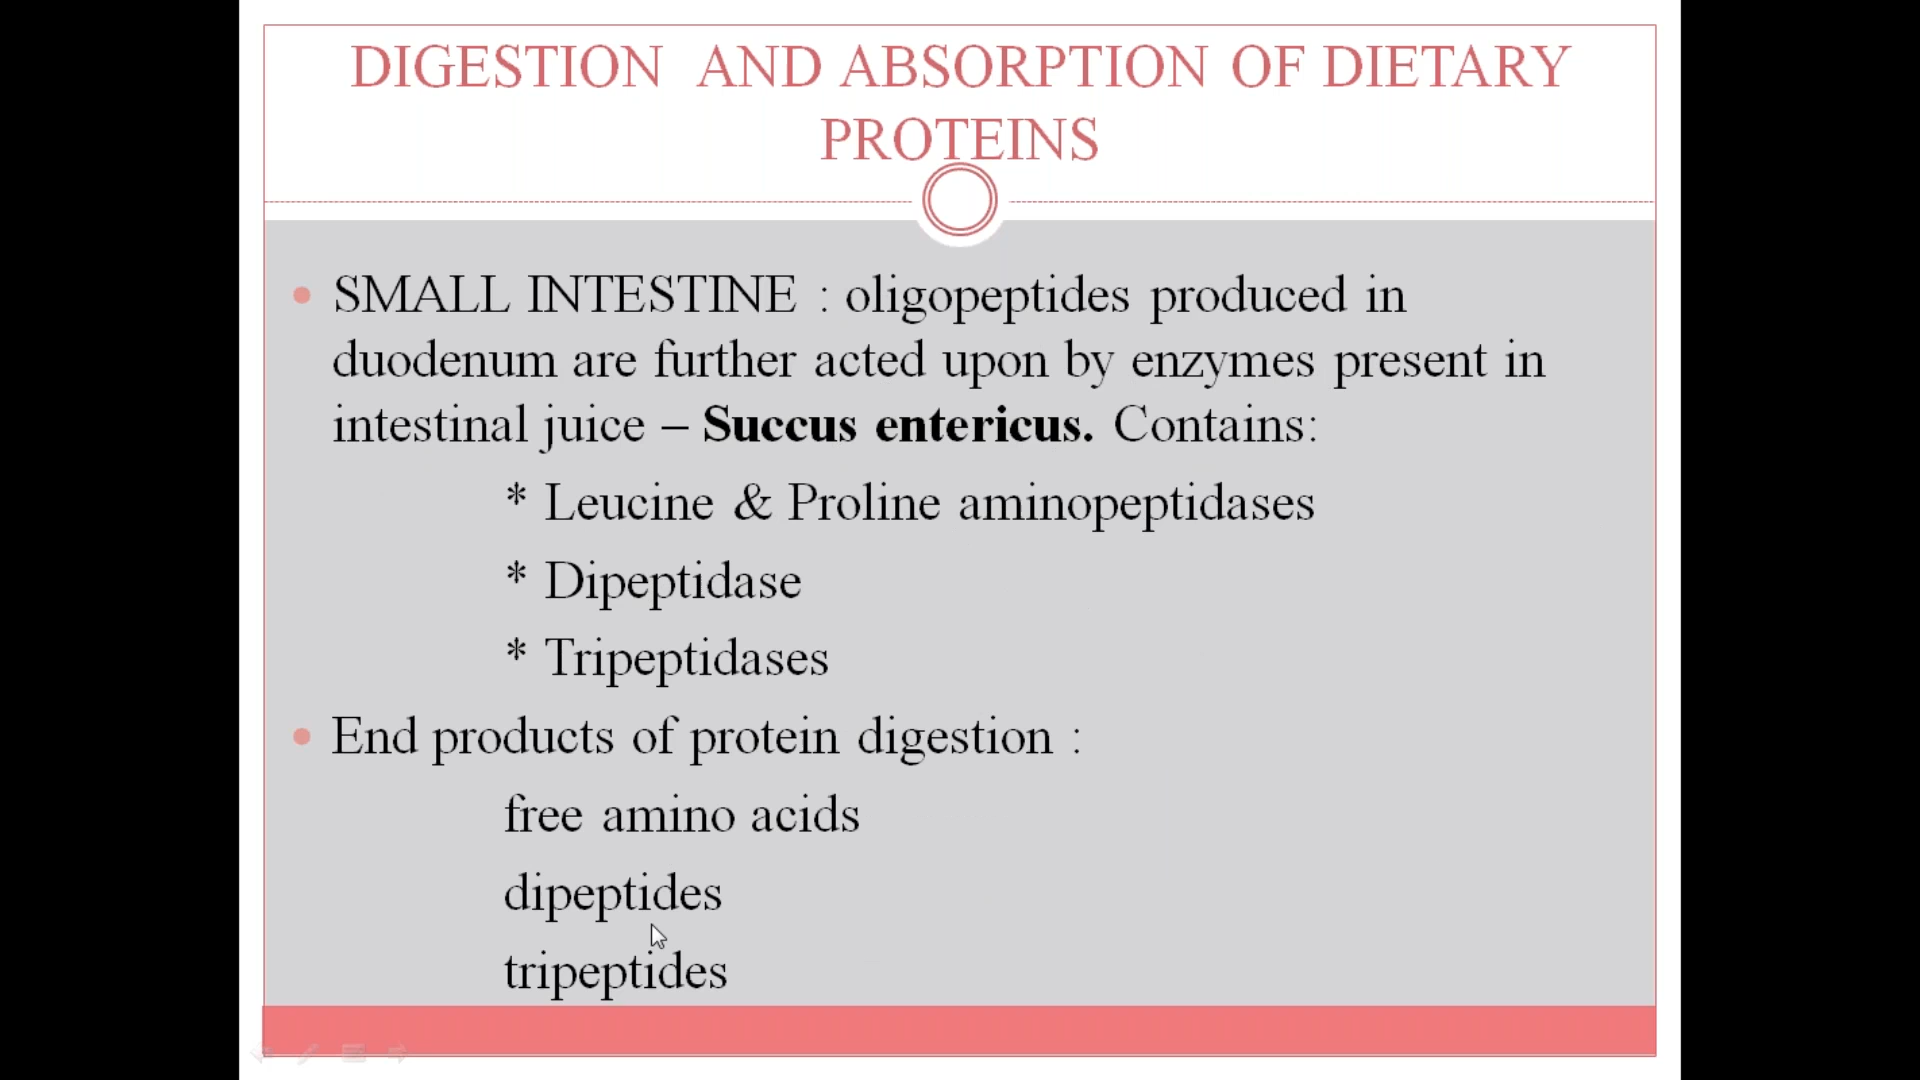 DIGESTION AND ABSORPTION OF DIETARY
PROTEINS
• SMALL INTESTINE : oligopeptides produced in
duodenum are further acted upon by enzymes present in
intestinal juice – Succus entericus. Contains:
* Leucine & Proline aminopeptidases
* Dipeptidase
* Tripeptidases
• End products of protein digestion :
free amino acids
dipeptides
tripeptides